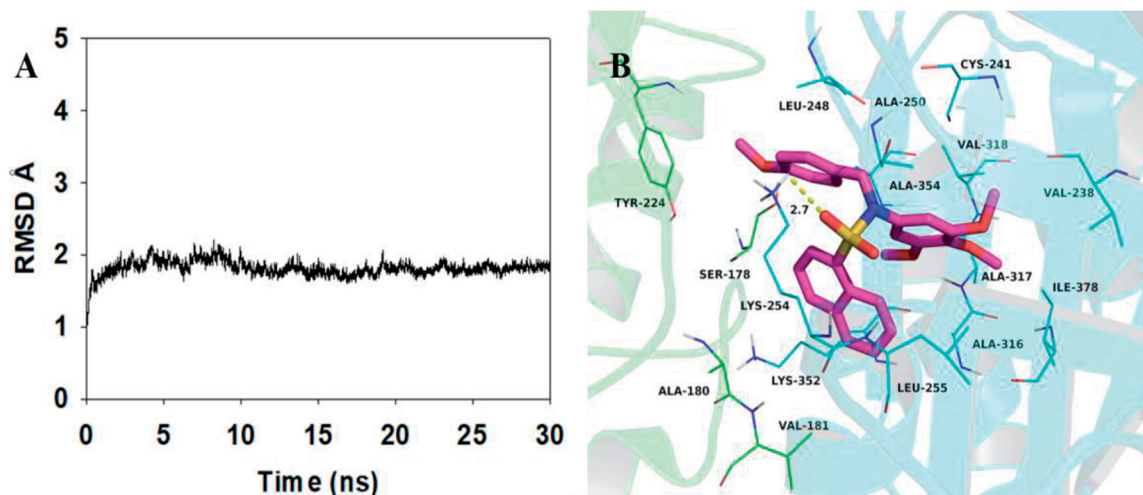 A
5
4
3
2
1
0
RMSD Å
0 5 10 15 20 25 30
Time (ns)
B
CYS-241
LEU-248
ALA-250
VAL-318
ALA-354
VAL-238
TYR-224
2.7
SER-178
ALA-317
ILE-378
LYS-254
ALA-316
LYS-352
LEU-255
ALA-180
VAL-181